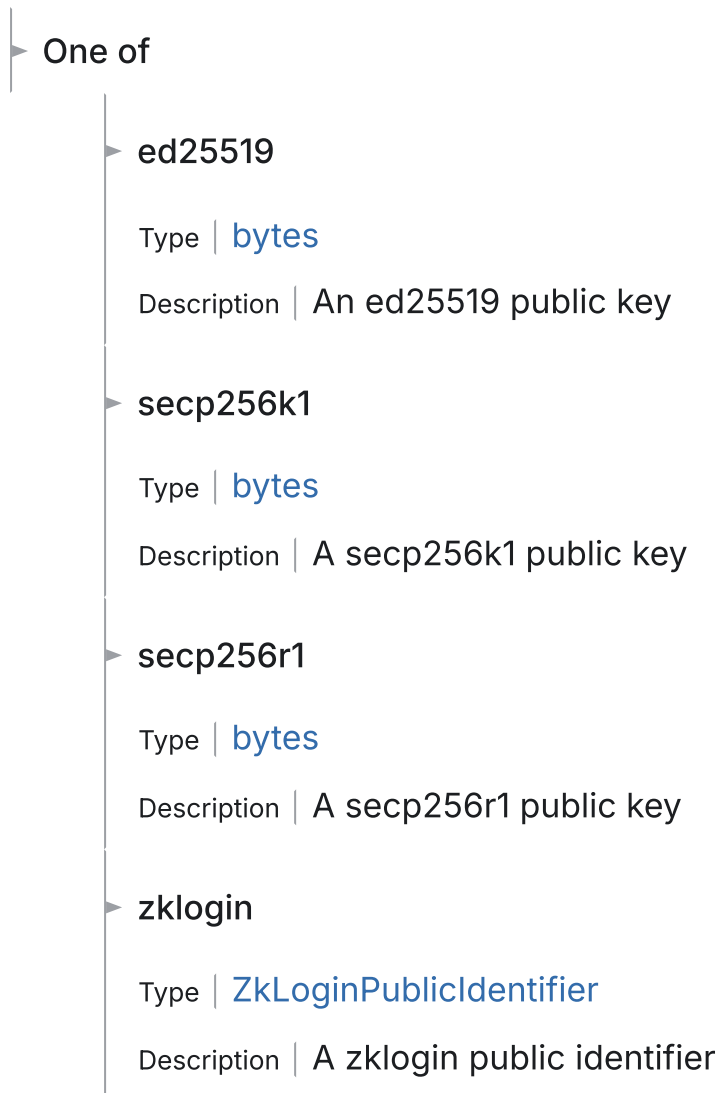 One of
ed25519
Type | bytes
Description | An ed25519 public key
secp256k1
Type | bytes
Description | A secp256k1 public key
secp256r1
Type | bytes
Description | A secp256r1 public key
zklogin
Type | ZkLoginPublicIdentifier
Description | A zklogin public identifier